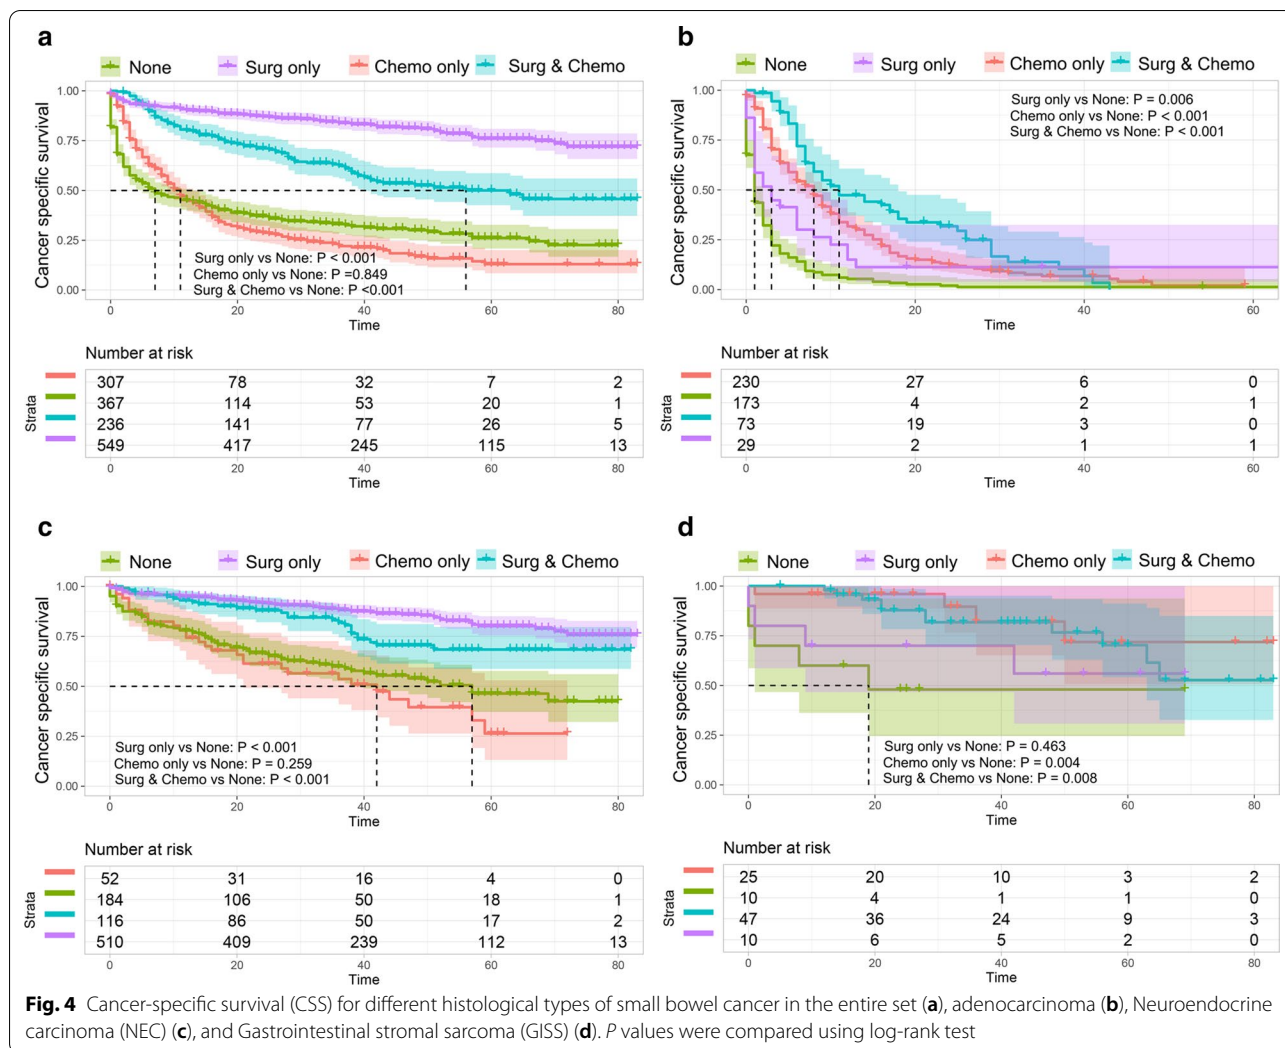 a
None Surg only Chemo only Surg & Chemo
Cancer specific survival
1.00
0.75
0.50
0.25
0.00
Surg only vs None: P < 0.001
Chemo only vs None: P =0.849
Surg & Chemo vs None: P <0.001
0 20 40 60 80
Time
Number at risk
Strata
307 78 32 7 2
367 114 53 20 1
236 141 77 26 5
549 417 245 115 13
0 20 40 60 80
Time
b
None Surg only Chemo only Surg & Chemo
Cancer specific survival
1.00
0.75
0.50
0.25
0.00
Surg only vs None: P = 0.006
Chemo only vs None: P < 0.001
Surg & Chemo vs None: P < 0.001
0 20 40 60
Time
Number at risk
Strata
230 27 6 0
173 4 2 1
73 19 3 0
29 2 1 1
0 20 40 60
Time
c
None Surg only Chemo only Surg & Chemo
Cancer specific survival
1.00
0.75
0.50
0.25
0.00
Surg only vs None: P < 0.001
Chemo only vs None: P = 0.259
Surg & Chemo vs None: P < 0.001
0 20 40 60 80
Time
Number at risk
Strata
52 31 16 4 0
184 106 50 18 1
116 86 50 17 2
510 409 239 112 13
0 20 40 60 80
Time
d
None Surg only Chemo only Surg & Chemo
Cancer specific survival
1.00
0.75
0.50
0.25
0.00
Surg only vs None: P = 0.463
Chemo only vs None: P = 0.004
Surg & Chemo vs None: P = 0.008
0 20 40 60 80
Time
Number at risk
Strata
25 20 10 3 2
10 4 1 1 0
47 36 24 9 3
10 6 5 2 0
0 20 40 60 80
Time
Fig. 4 Cancer-specific survival (CSS) for different histological types of small bowel cancer in the entire set (a), adenocarcinoma (b), Neuroendocrine
carcinoma (NEC) (c), and Gastrointestinal stromal sarcoma (GISS) (d). P values were compared using log-rank test